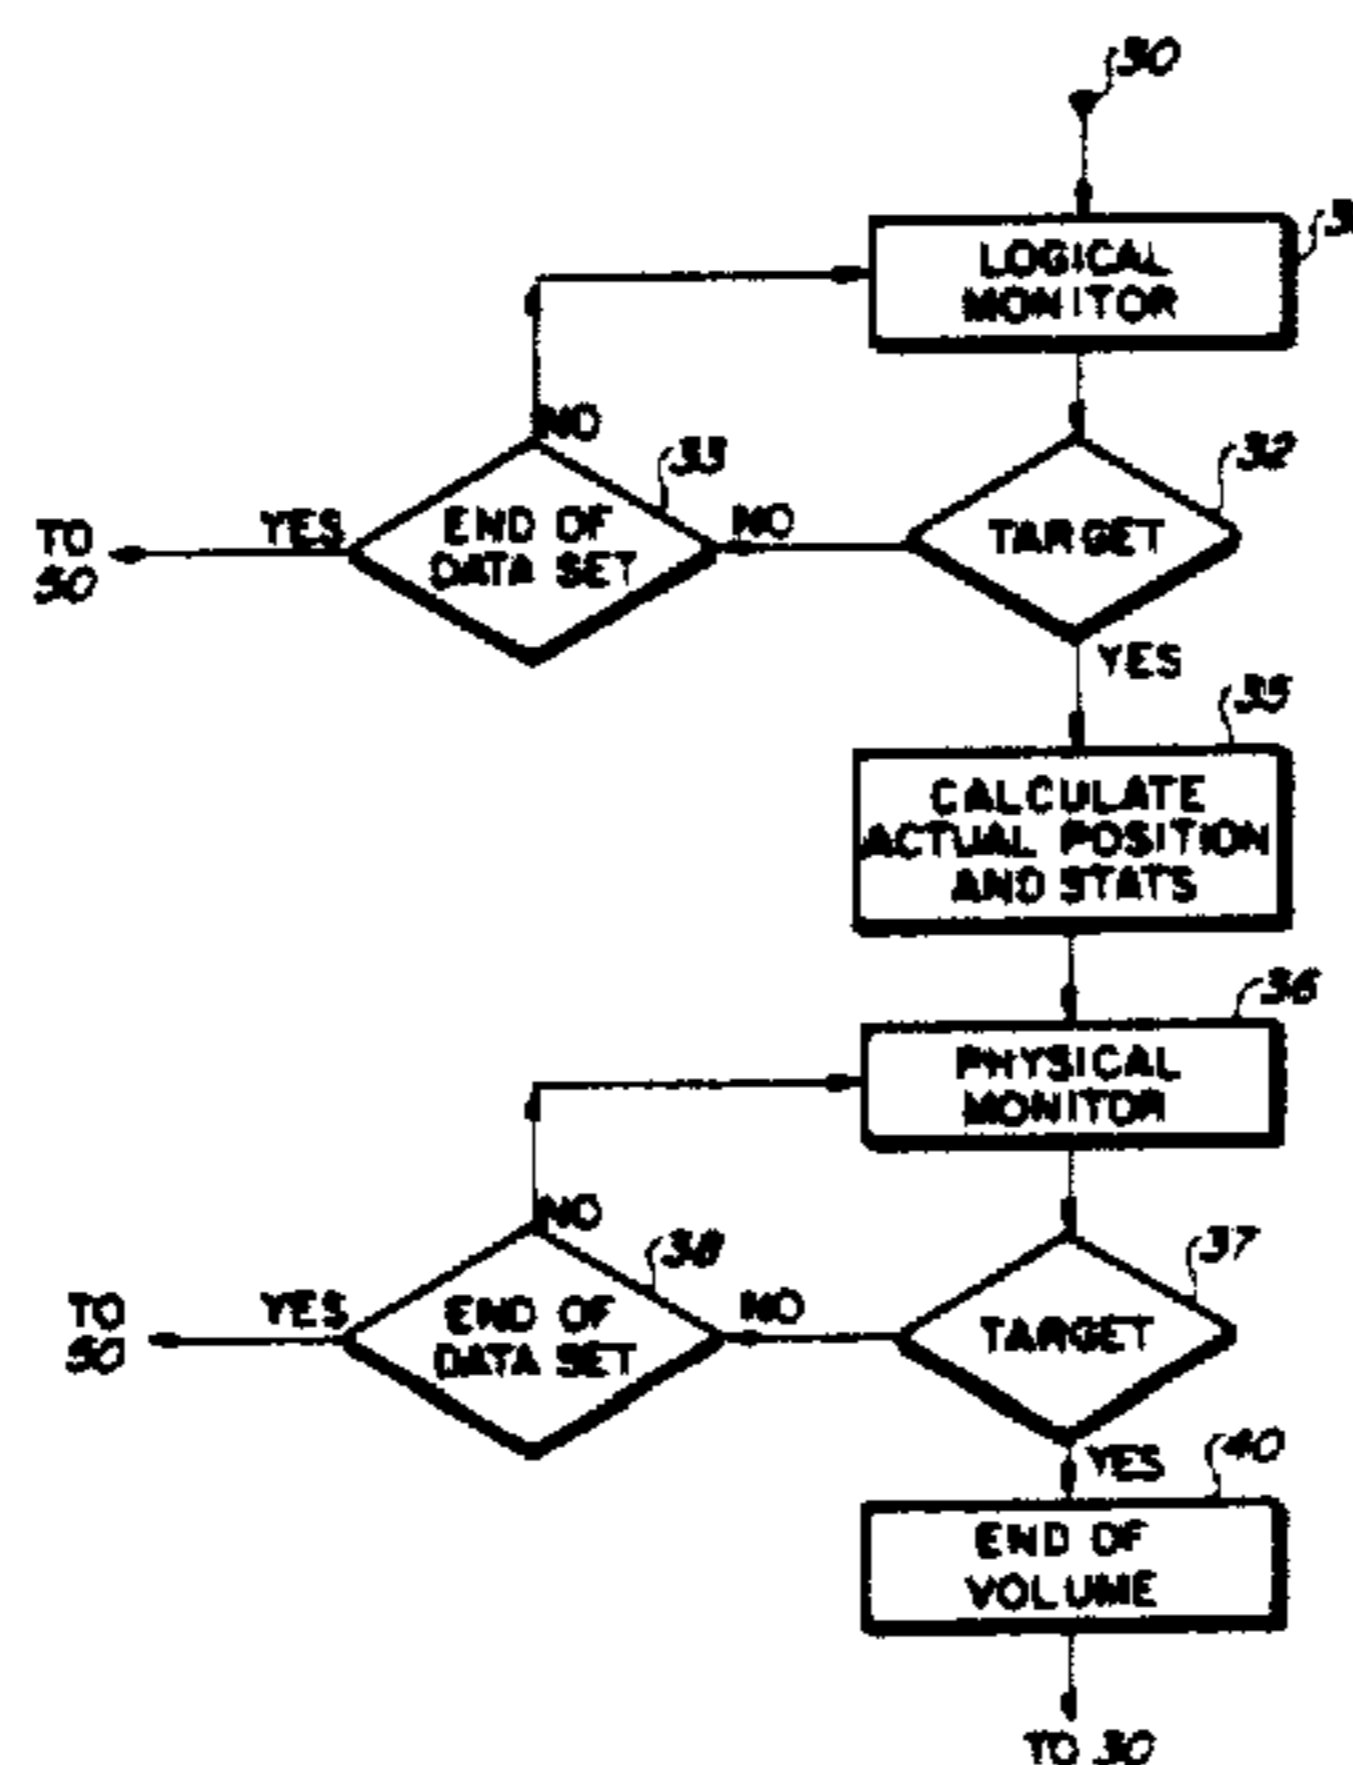 30
LOGICAL
MONITOR
NO
33
32
TO
50
YES
END OF
DATA SET
NO
TARGET
YES
35
CALCULATE
ACTUAL POSITION
AND STATS
36
PHYSICAL
MONITOR
NO
38
37
TO
50
YES
END OF
DATA SET
NO
TARGET
YES
40
END OF
VOLUME
TO 30